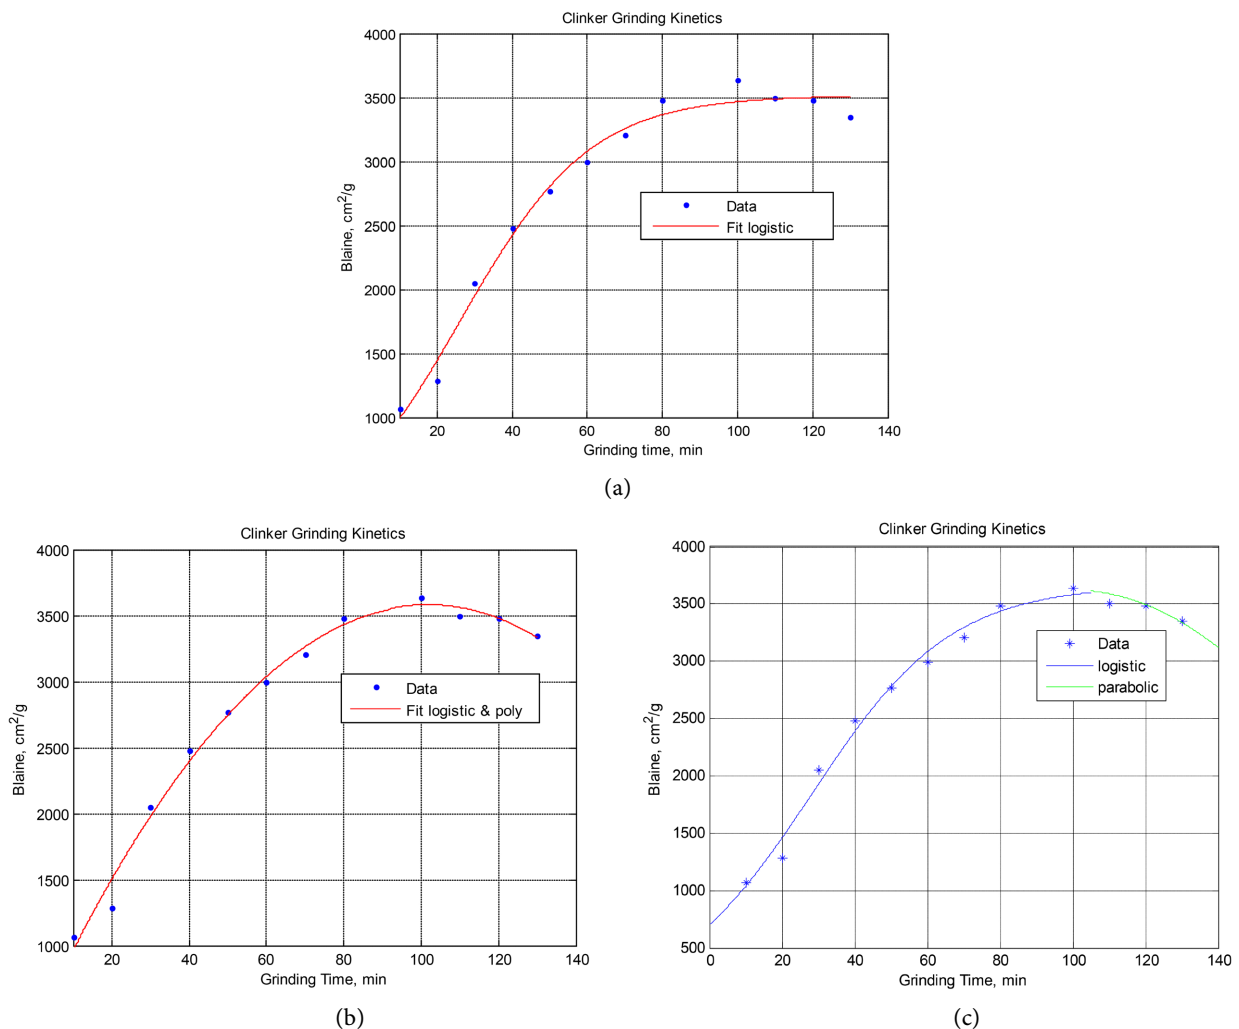 Clinker Grinding Kinetics
4000
3500
3000
2500
2000
1500
1000
Blaine, cm²/g
Data
Fit logistic
20 40 60 80 100 120 140
Grinding time, min
(a)
Clinker Grinding Kinetics
4000
3500
3000
2500
2000
1500
1000
Blaine, cm²/g
Data
Fit logistic & poly
20 40 60 80 100 120 140
Grinding Time, min
(b)
Clinker Grinding Kinetics
4000
3500
3000
2500
2000
1500
1000
500
Blaine, cm²/g
Data
logistic
parabolic
0 20 40 60 80 100 120 140
Grinding Time, min
(c)